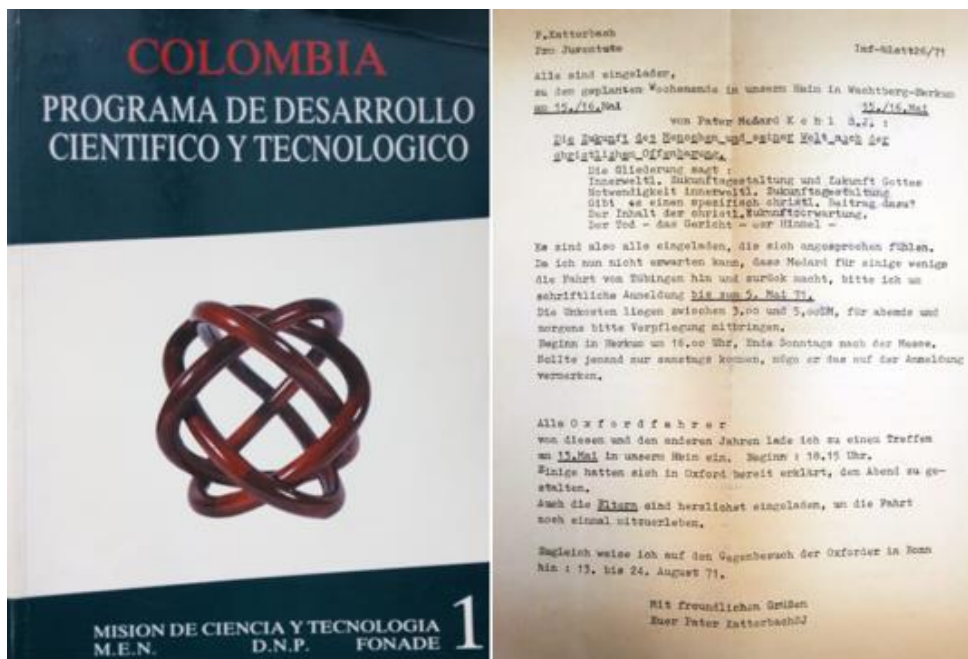 COLOMBIA
PROGRAMA DE DESARROLLO
CIENTIFICO Y TECNOLOGICO
MISION DE CIENCIA Y TECNOLOGIA 1
M.E.N. D.N.P. FONADE
P.Katterbach
Pro Juventute Inf-Blatt26/71
Alle sind eingeladen,
zu dem geplanten Wochenende in unserm Heim in Wachtberg-Berkum
am 15./16.Mai 15./16.Mai
von Pater Medard K e h l S.J. :
Die Zukunft des Menschen und seiner Welt nach der
christlichen Offenbarung.
Die Gliederung sagt :
Innerweltl. Zukunftsgestaltung und Zukunft Gottes
Notwendigkeit innerweltl. Zukunftsgestaltung
Gibt es einen spezifisch christl. Beitrag dazu?
Der Inhalt der christl.Zukunftserwartung.
Der Tod - das Gericht - der Himmel -
Es sind also alle eingeladen, die sich angesprochen fühlen.
Da ich nun nicht erwarten kann, dass Medard für einige wenige
die Fahrt von Tübingen hin und zurück macht, bitte ich um
schriftliche Anmeldung bis zum 5. Mai 71.
Die Unkosten liegen zwischen 3,oo und 5,ooDM, für abends und
morgens bitte Verpflegung mitbringen.
Beginn in Berkum um 16.oo Uhr, Ende Sonntags nach der Messe.
Sollte jemand nur samstags kommen, möge er das auf der Anmeldung
vermerken.
Alle O x f o r d f a h r e r
von diesem und den anderen Jahren lade ich zu einen Treffen
am 13.Mai in unserm Heim ein. Beginn : 18.15 Uhr.
Einige hatten sich in Oxford bereit erklärt, den Abend zu ge-
stalten.
Auch die Eltern sind herzlichst eingeladen, um die Fahrt
noch einmal mitzuerleben.
Zugleich weise ich auf den Gegenbesuch der Oxforder in Bonn
hin : 13. bis 24. August 71.
Mit freundlichen Grüßen
Euer Pater KatterbachSJ